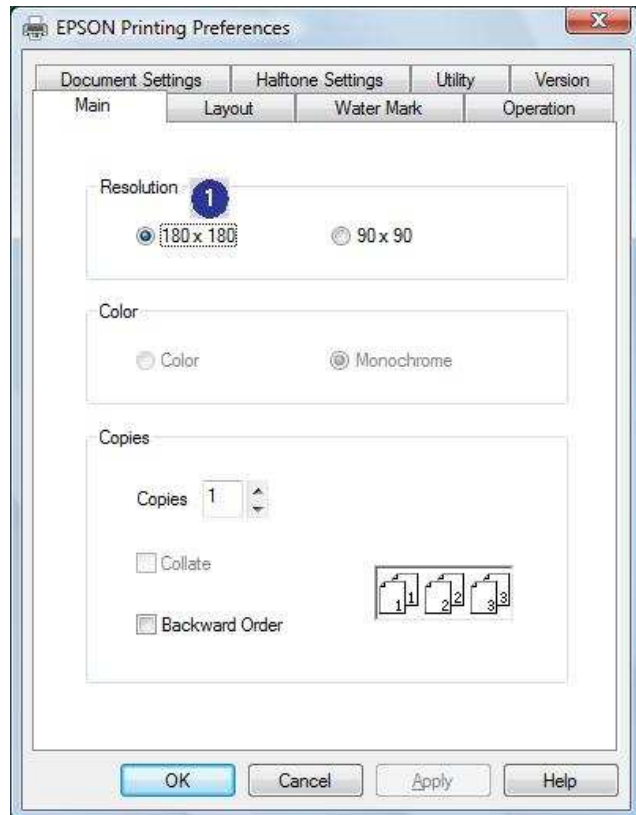 EPSON Printing Preferences
Document Settings Halftone Settings Utility Version
Main Layout Water Mark Operation
Resolution 1
180 x 180 90 x 90
Color
Color Monochrome
Copies
Copies 1
Collate
1 1 2 2 3 3
Backward Order
OK Cancel Apply Help